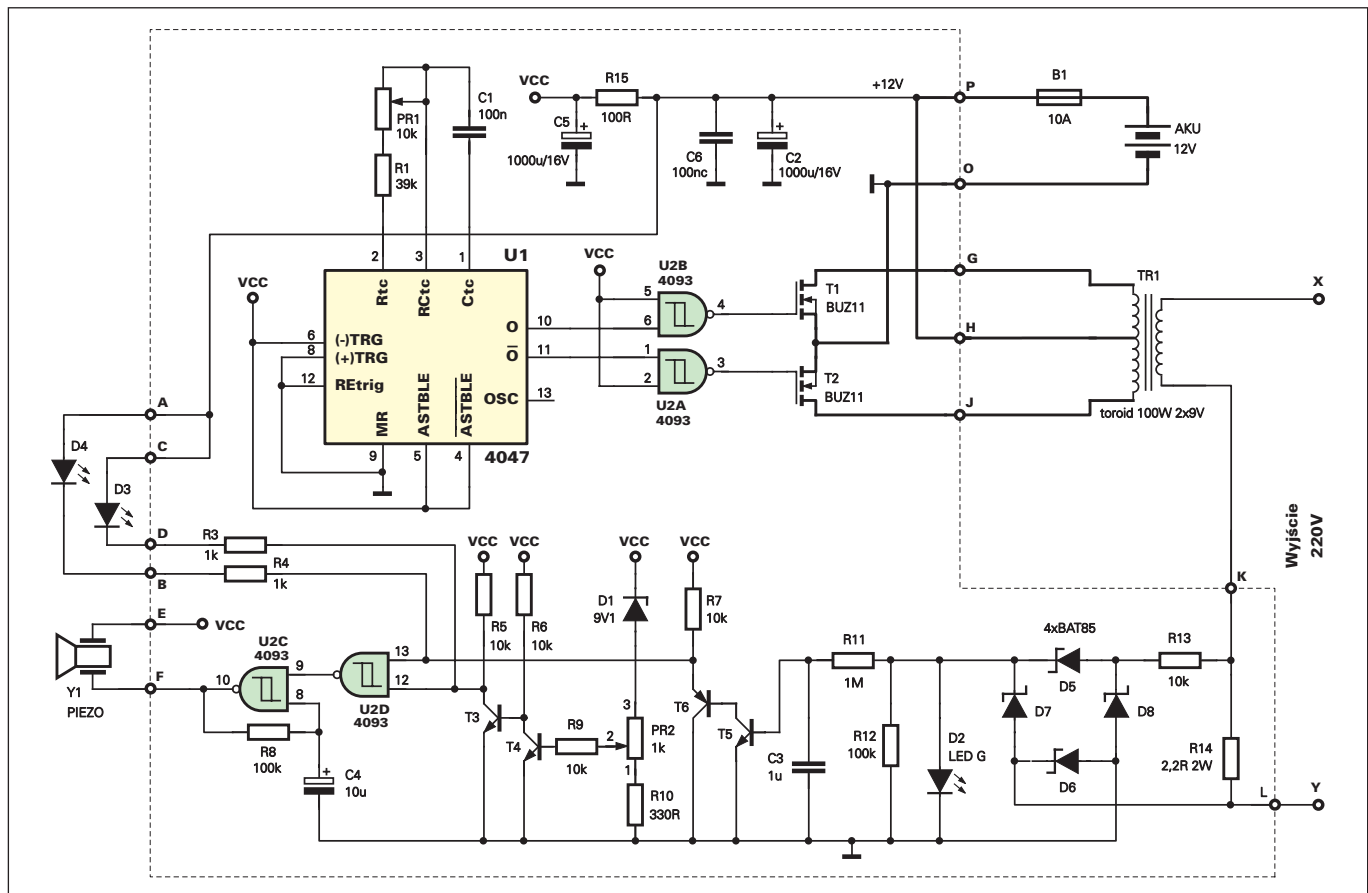 VCC
R15
100R
+12V
P
B1
10A
AKU
12V
PR1
10k
C1
100n
C5
+
1000u/16V
C6
100nc
+
C2
1000u/16V
O
R1
39k
2
3
1
U1
VCC
VCC
U2B
4093
G
TR1
X
Rtc
RCtc
Ctc
5
6
4
T1
BUZ11
6
8
12
(-)TRG
(+)TRG
REtrig
O
10
O
11
1
2
3
H
T2
BUZ11
U2A
4093
OSC
13
MR
ASTBLE
ASTBLE
J
toroid 100W 2x9V
9
5
4
4047
A
D4
C
D3
D
R3
1k
R4
1k
B
VCC
VCC
VCC
VCC
Wyjście
220V
K
E
VCC
R5
10k
R6
10k
D1
9V1
R7
10k
4xBAT85
R11
1M
R13
10k
D5
U2C
4093
13
12
9
8
10
U2D
4093
F
Y1
PIEZO
R8
100k
+
C4
10u
T3
T4
R9
10k
3
2
1
PR2
1k
R10
330R
T6
T5
C3
1u
R12
100k
D2
LED G
D7
D8
D6
R14
2,2R 2W
L
Y